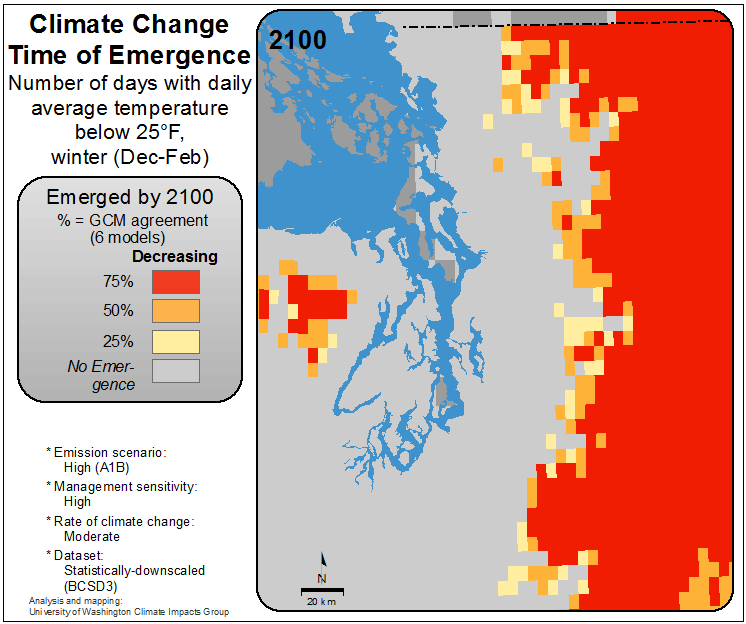 Climate Change
Time of Emergence
Number of days with daily
average temperature
below 25°F,
winter (Dec-Feb)
Emerged by 2100
% = GCM agreement
(6 models)
Decreasing
75%
50%
25%
No Emer-
gence
* Emission scenario:
High (A1B)
* Management sensitivity:
High
* Rate of climate change:
Moderate
* Dataset:
Statistically-downscaled
(BCSD3)
Analysis and mapping:
University of Washington Climate Impacts Group
2100
N
20 km